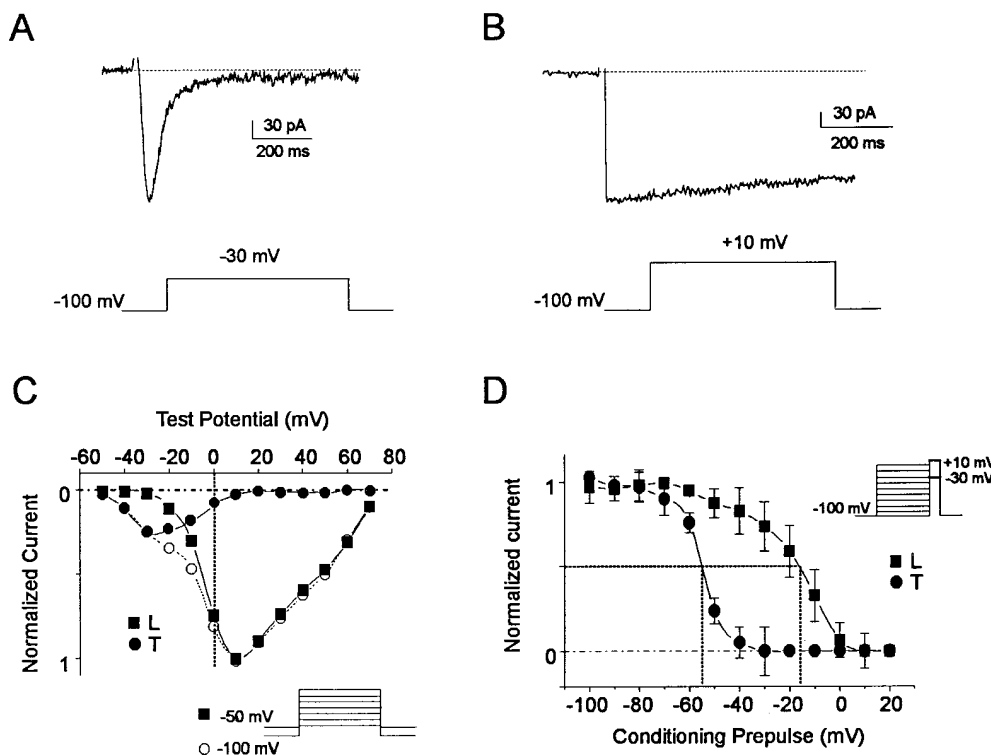 A
30 pA
200 ms
-30 mV
-100 mV
B
30 pA
200 ms
+10 mV
-100 mV
C
Test Potential (mV)
-60 -40 -20 0 20 40 60 80
0
1
Normalized Current
L
T
-50 mV
-100 mV
D
1
0
Normalized current
-100 -80 -60 -40 -20 0 20
Conditioning Prepulse (mV)
+10 mV
-30 mV
-100 mV
L
T